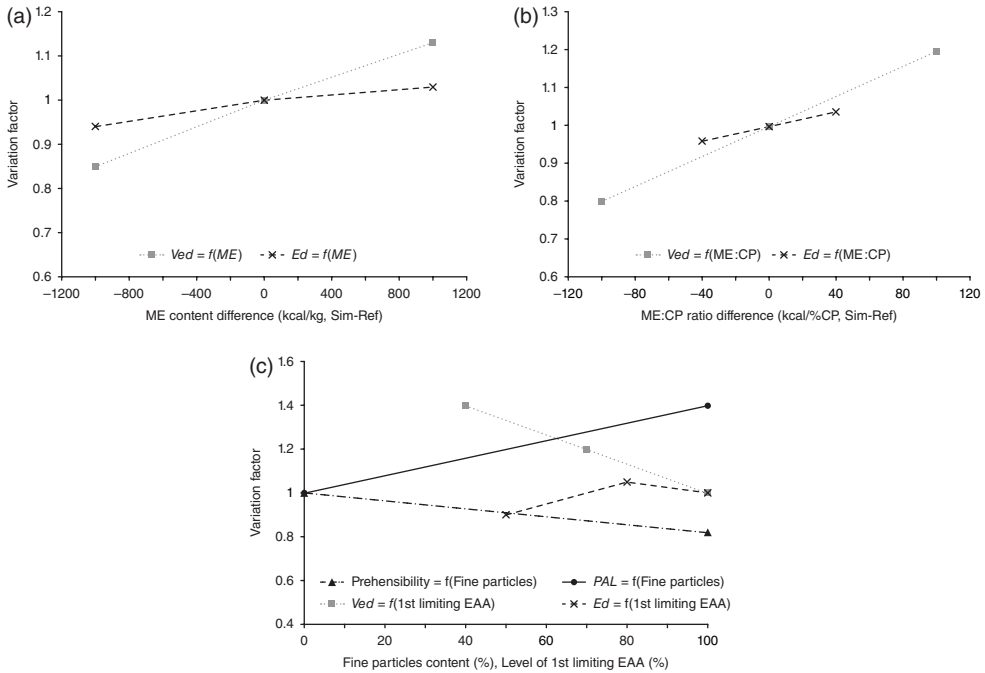 (a)
1.2
1.1
1
0.9
0.8
0.7
0.6
Variation factor
Ved = f(ME)
Ed = f(ME)
−1200
−800
−400
0
400
800
1200
ME content difference (kcal/kg, Sim-Ref)
(b)
1.3
1.2
1.1
1
0.9
0.8
0.7
0.6
Variation factor
Ved = f(ME:CP)
Ed = f(ME:CP)
−120
−80
−40
0
40
80
120
ME:CP ratio difference (kcal/%CP, Sim-Ref)
(c)
1.6
1.4
1.2
1
0.8
0.6
0.4
Variation factor
Prehensibility = f(Fine particles)
PAL = f(Fine particles)
Ved = f(1st limiting EAA)
Ed = f(1st limiting EAA)
0
20
40
60
80
100
Fine particles content (%), Level of 1st limiting EAA (%)